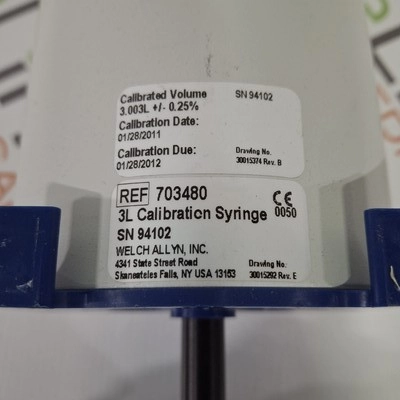 Calibrated Volume SN 94102
3.003L +/- 0.25%
Calibration Date:
01/28/2011
Calibration Due: Drawing No.
01/28/2012 30015374 Rev. B
REF 703480 CE
3L Calibration Syringe 0050
SN 94102
WELCH ALLYN, INC.
4341 State Street Road Drawing No.
Skaneateles Falls, NY USA 13153 30015292 Rev. E